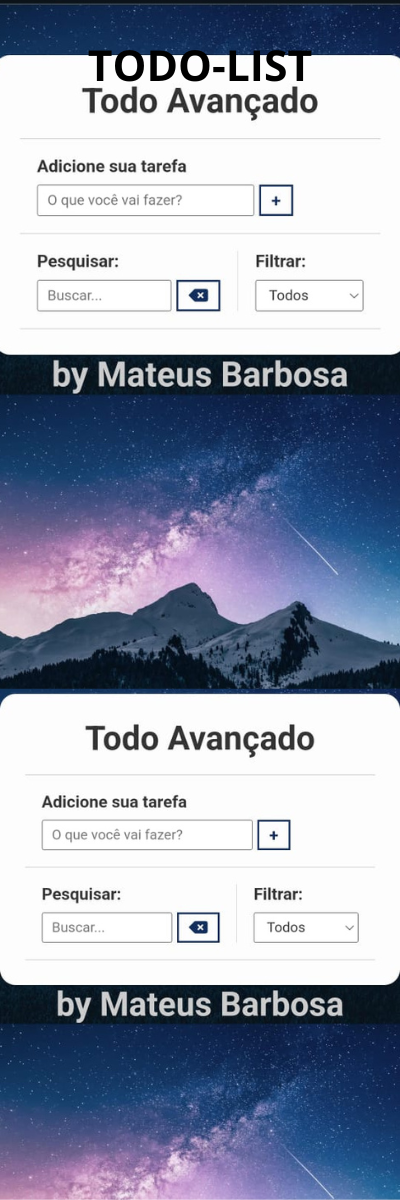 TODO-LIST
Todo Avançado
Adicione sua tarefa
O que você vai fazer?
+
Pesquisar:
Filtrar:
Buscar...
Todos
by Mateus Barbosa
Todo Avançado
Adicione sua tarefa
O que você vai fazer?
+
Pesquisar:
Filtrar:
Buscar...
Todos
by Mateus Barbosa